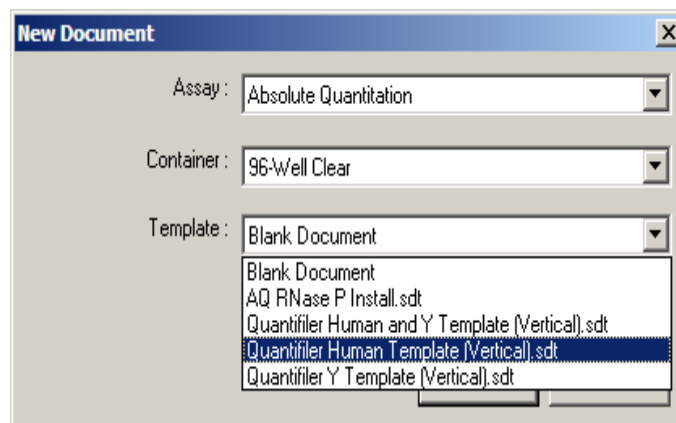 New Document
Assay : Absolute Quantitation
Container : 96-Well Clear
Template : Blank Document
Blank Document
AQ RNase P Install.sdt
Quantifiler Human and Y Template (Vertical).sdt
Quantifiler Human Template (Vertical).sdt
Quantifiler Y Template (Vertical).sdt